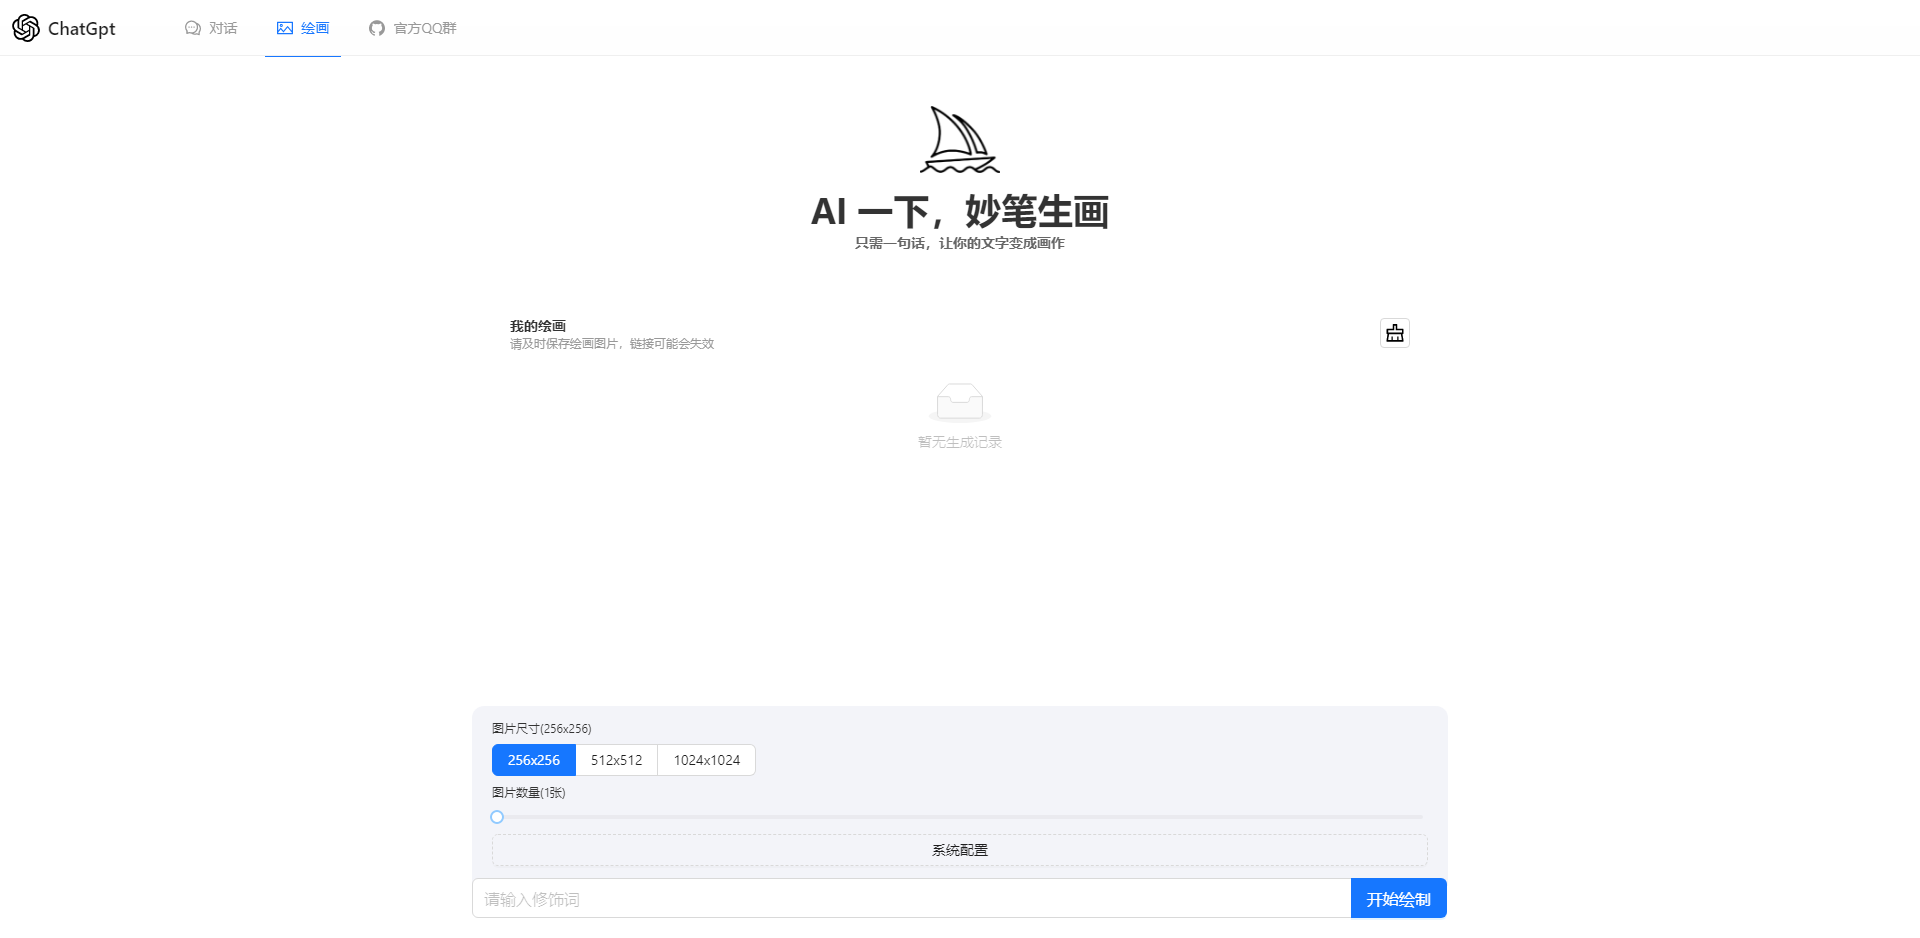 ChatGpt
对话
绘画
官方QQ群
AI 一下，妙笔生画
只需一句话，让你的文字变成画作
我的绘画
请及时保存绘画图片，链接可能会失效
暂无生成记录
图片尺寸(256x256)
256x256
512x512
1024x1024
图片数量(1张)
系统配置
请输入修饰词
开始绘制